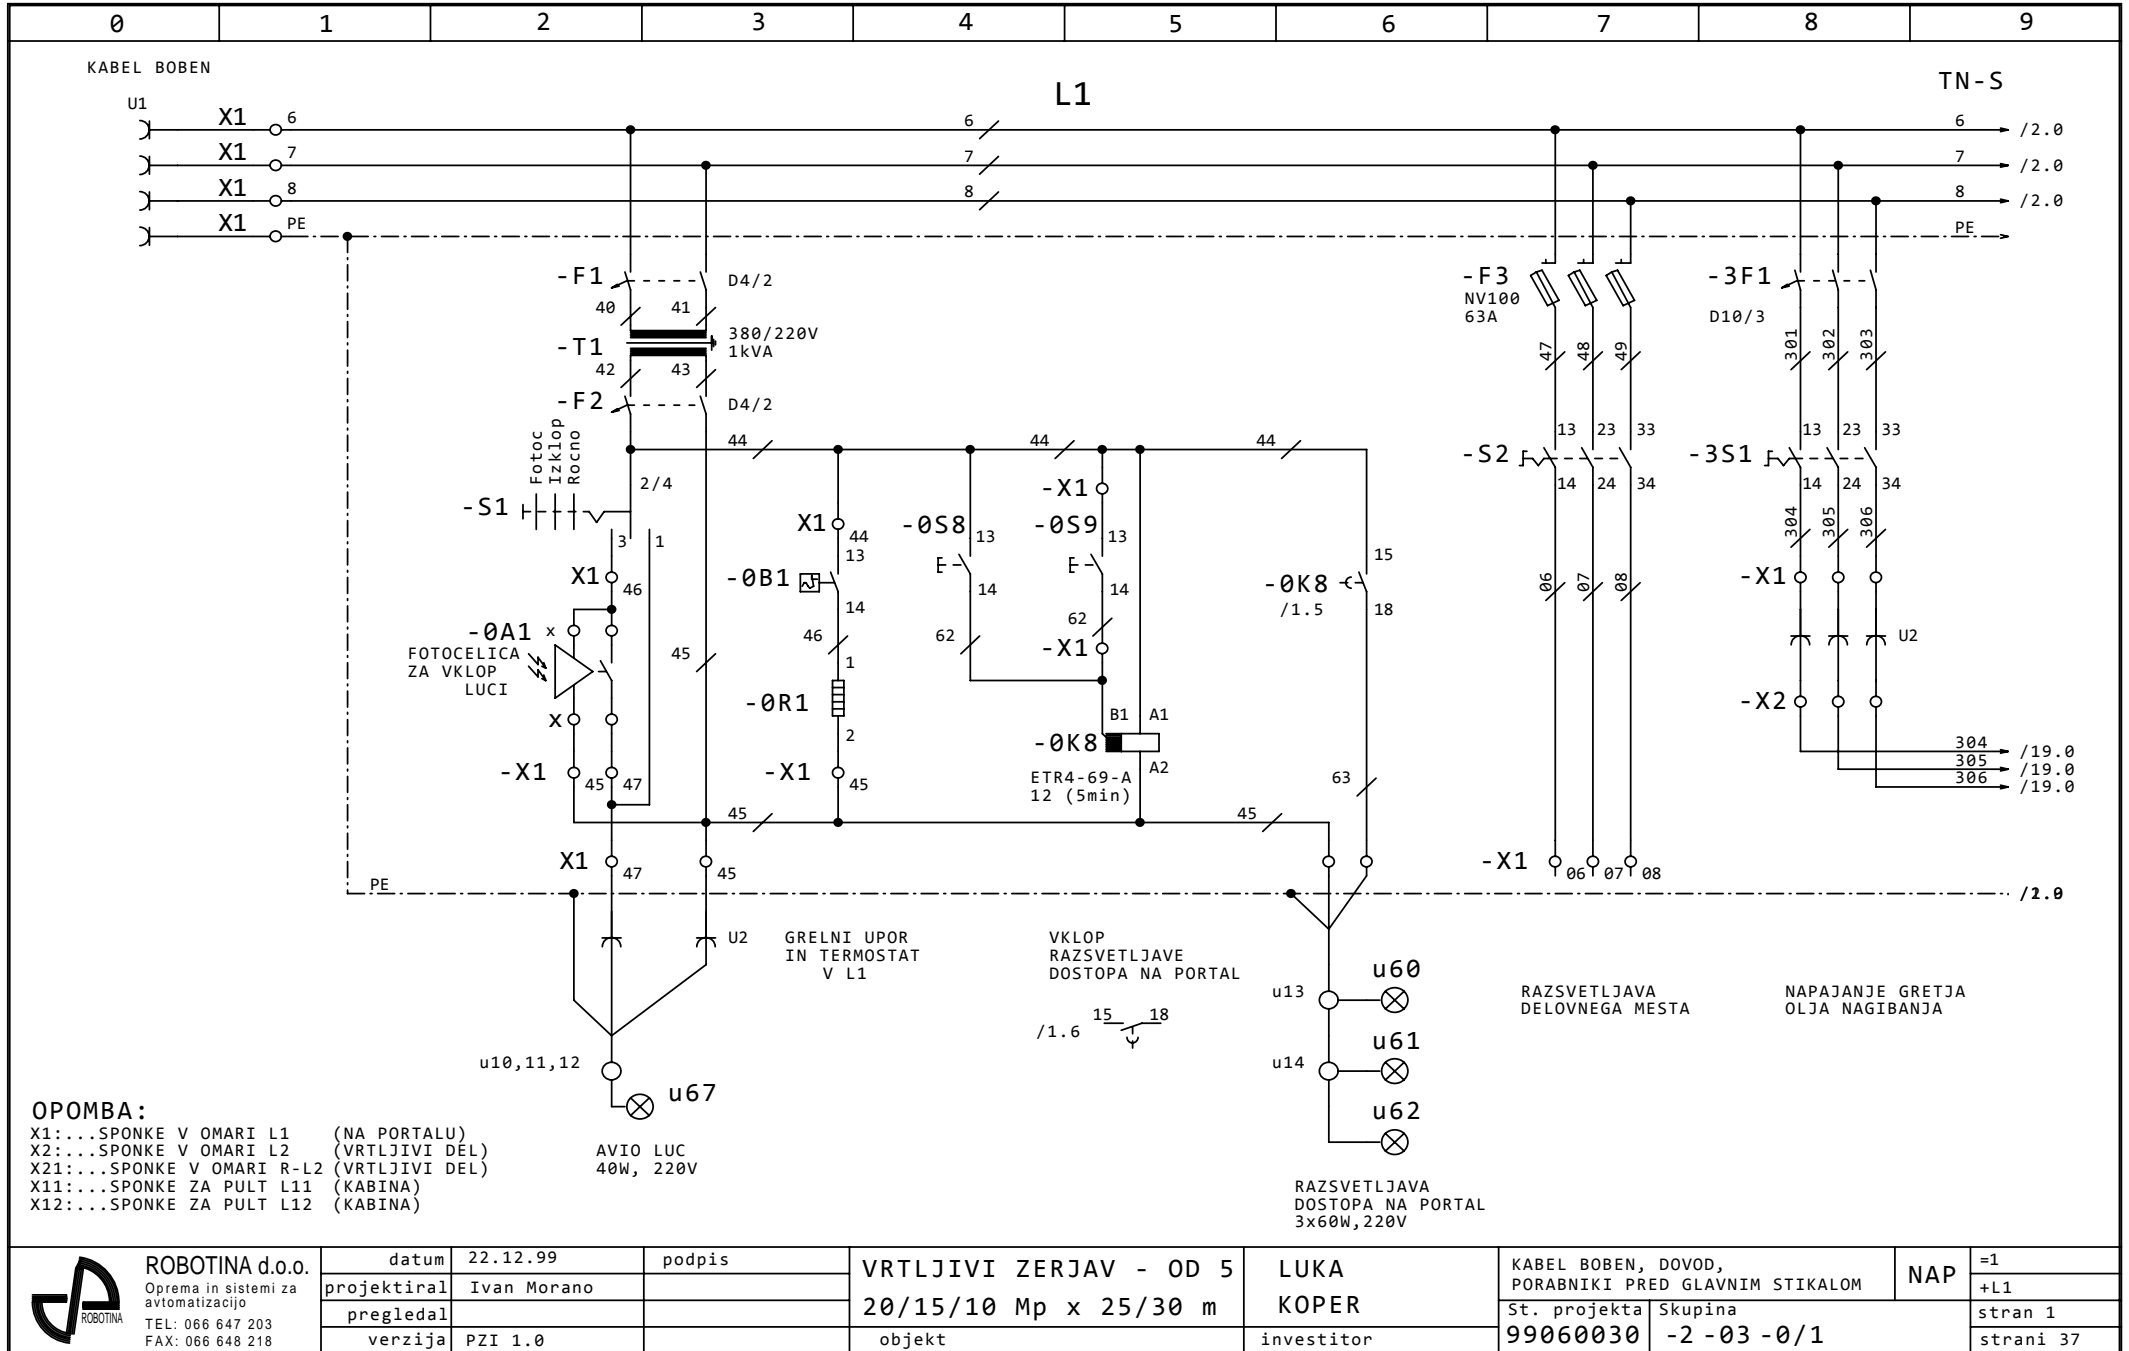 0 1 2 3 4 5 6 7 8 9
KABEL BOBEN
L1
TN-S
U1
X1 6 6 6 /2.0
X1 7 7 7 /2.0
X1 8 8 8 /2.0
X1 PE PE
-F1 D4/2
40 41
-T1 380/220V
1kVA
42 43
-F2 D4/2
-F3
NV100
63A
47 48 49
-3F1
D10/3
301 302 303
Fotoc
Izklop
Rocno
44 44 44
2/4
-S1
3 1
-S2 13 23 33
14 24 34
-3S1 13 23 33
14 24 34
304 305 306
X1 46
X1 44
-0B1 13
14
46
-0S8 13
14
62
-X1
-0S9 13
14
62
-X1
-0K8 15
/1.5 18
06 07 08
-X1
U2
-X2
304 /19.0
305 /19.0
306 /19.0
-0A1 x
FOTOCELICA
ZA VKLOP
LUCI
x
45
-X1 45 47
1
-0R1
2
-X1 45
B1 A1
-0K8
A2
ETR4-69-A
12 (5min)
63
45 45
X1 47 45
-X1 06 07 08
PE
U2
GRELNI UPOR
IN TERMOSTAT
V L1
VKLOP
RAZSVETLJAVE
DOSTOPA NA PORTAL
/1.6 15 18
u13 u60
u14 u61
u62
RAZSVETLJAVA
DELOVNEGA MESTA
NAPAJANJE GRETJA
OLJA NAGIBANJA
u10,11,12
u67
AVIO LUC
40W, 220V
RAZSVETLJAVA
DOSTOPA NA PORTAL
3x60W,220V
OPOMBA:
X1:...SPONKE V OMARI L1 (NA PORTALU)
X2:...SPONKE V OMARI L2 (VRTLJIVI DEL)
X21:...SPONKE V OMARI R-L2 (VRTLJIVI DEL)
X11:...SPONKE ZA PULT L11 (KABINA)
X12:...SPONKE ZA PULT L12 (KABINA)
ROBOTINA
ROBOTINA d.o.o.
Oprema in sistemi za
avtomatizacijo
TEL: 066 647 203
FAX: 066 648 218
datum 22.12.99 podpis
projektiral Ivan Morano
pregledal
verzija PZI 1.0
VRTLJIVI ZERJAV - OD 5
20/15/10 Mp x 25/30 m
objekt
LUKA
KOPER
investitor
KABEL BOBEN, DOVOD,
PORABNIKI PRED GLAVNIM STIKALOM
NAP
=1
+L1
St. projekta Skupina
99060030 -2 -03 -0/1
stran 1
strani 37